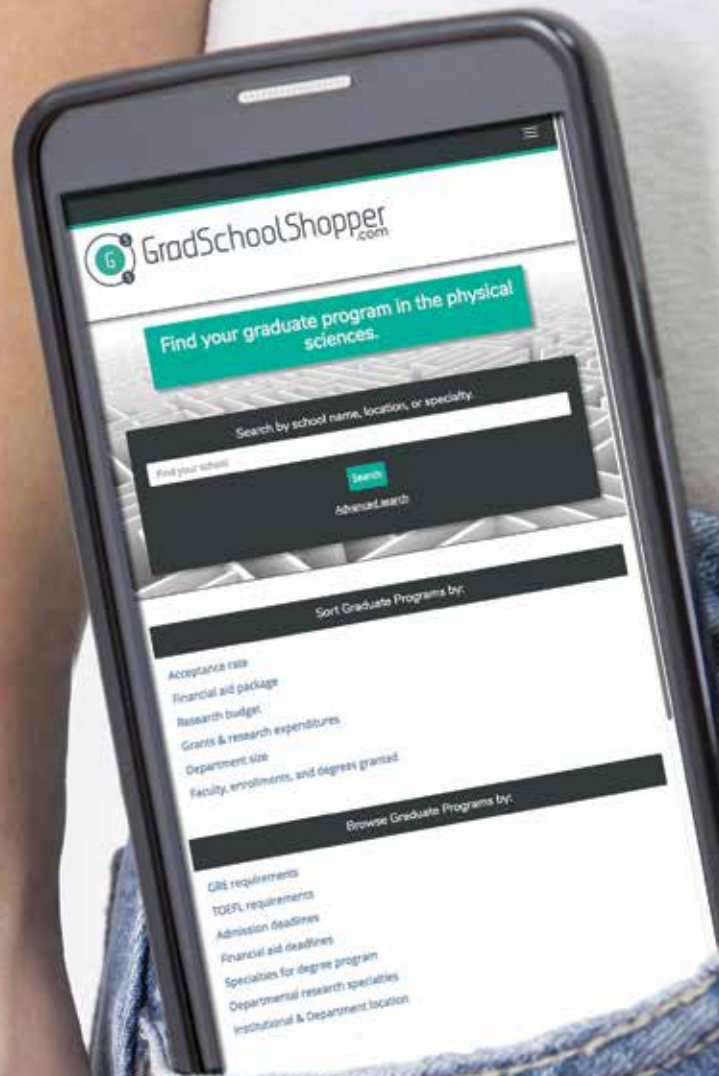 G
S
S
GradSchoolShopper
.com
Find your graduate program in the physical
sciences.
Search by school name, location, or specialty.
Find your school
Search
Advanced search
Sort Graduate Programs by:
Acceptance rate
Financial aid package
Research budget
Grants & research expenditures
Department size
Faculty, enrollments, and degrees granted
Browse Graduate Programs by:
GRE requirements
TOEFL requirements
Admission deadlines
Financial aid deadlines
Specialties for degree program
Departmental research specialties
Institutional & Department location